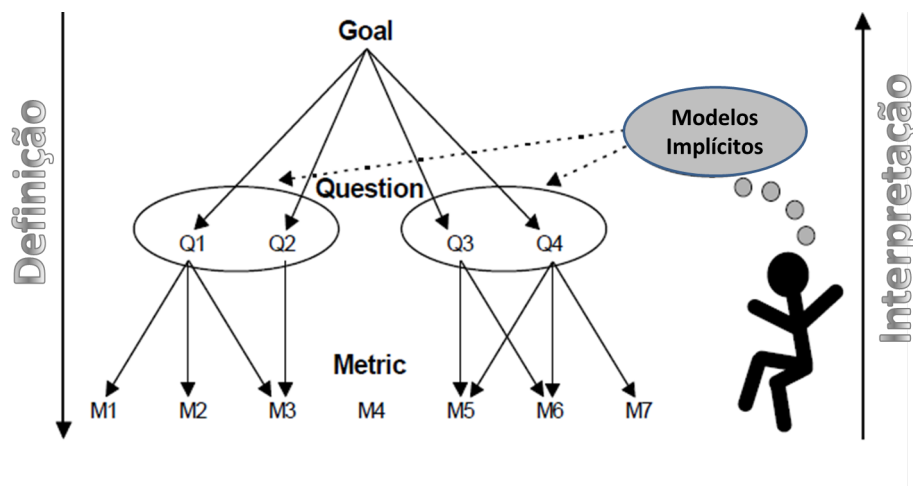 Goal
Definição
Modelos
Implícitos
Interpretação
Question
Q1 Q2 Q3 Q4
Metric
M1 M2 M3 M4 M5 M6 M7